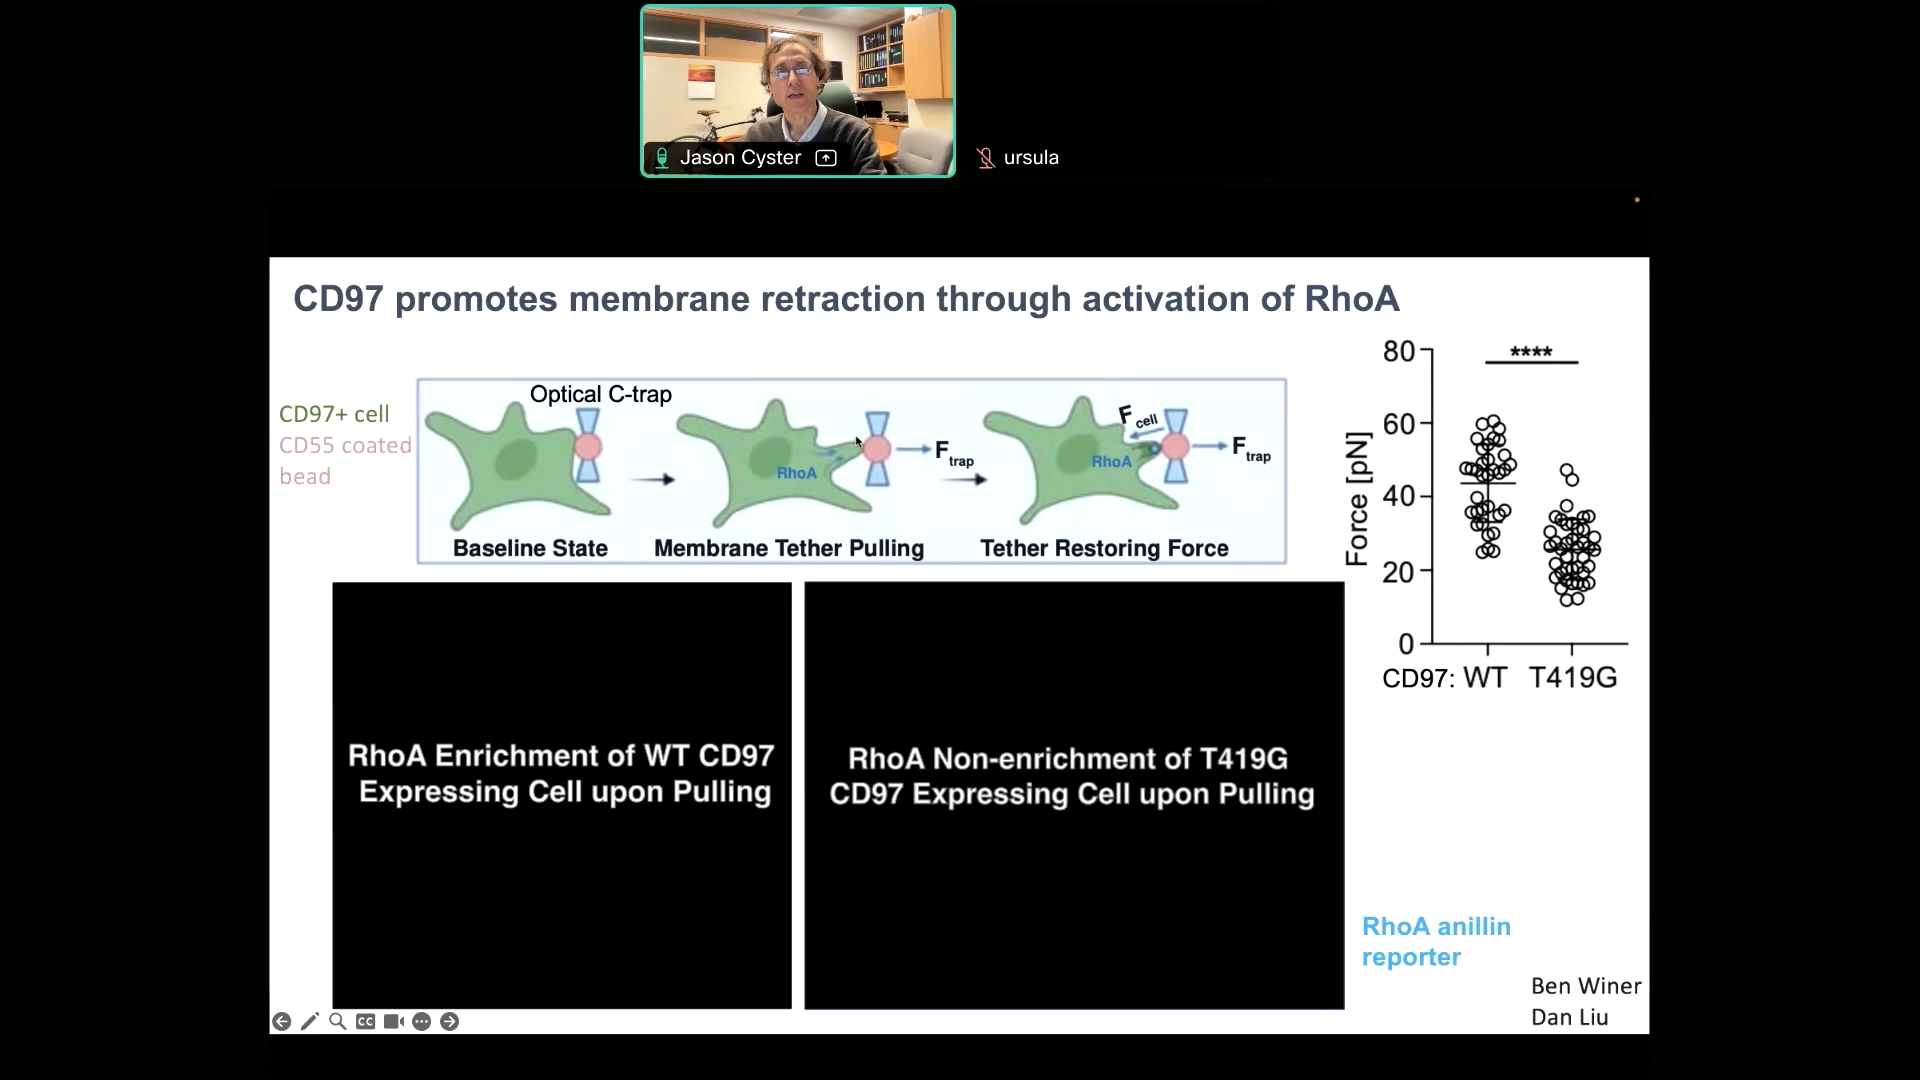 Jason Cyster
ursula
CD97 promotes membrane retraction through activation of RhoA
CD97+ cell
CD55 coated
bead
Optical C-trap
RhoA
F trap
F cell
RhoA
F trap
Baseline State
Membrane Tether Pulling
Tether Restoring Force
****
Force [pN]
80
60
40
20
0
CD97: WT T419G
RhoA Enrichment of WT CD97
Expressing Cell upon Pulling
RhoA Non-enrichment of T419G
CD97 Expressing Cell upon Pulling
RhoA anillin
reporter
Ben Winer
Dan Liu
CC